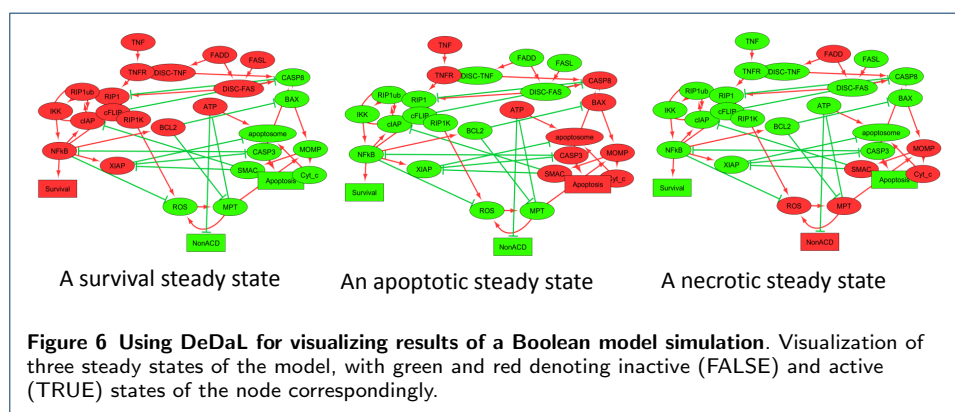 TNF
FADD
FASL
TNFR
DISC-TNF
CASP8
RIP1ub
RIP1
DISC-FAS
BAX
IKK
cIAP
cFLIP
RIP1K
ATP
BCL2
apoptosome
NFkB
CASP3
MOMP
XIAP
SMAC
Cyt_c
Survival
Apoptosis
ROS
MPT
NonACD
TNF
FADD
FASL
TNFR
DISC-TNF
CASP8
RIP1ub
RIP1
DISC-FAS
BAX
IKK
cIAP
cFLIP
RIP1K
ATP
BCL2
apoptosome
NFkB
CASP3
MOMP
XIAP
SMAC
Cyt_c
Survival
Apoptosis
ROS
MPT
NonACD
TNF
FADD
FASL
TNFR
DISC-TNF
CASP8
RIP1ub
RIP1
DISC-FAS
BAX
IKK
cIAP
cFLIP
RIP1K
ATP
BCL2
apoptosome
NFkB
CASP3
MOMP
XIAP
SMAC
Cyt_c
Survival
Apoptosis
ROS
MPT
NonACD
A survival steady state
An apoptotic steady state
A necrotic steady state
Figure 6 Using DeDaL for visualizing results of a Boolean model simulation. Visualization of
three steady states of the model, with green and red denoting inactive (FALSE) and active
(TRUE) states of the node correspondingly.